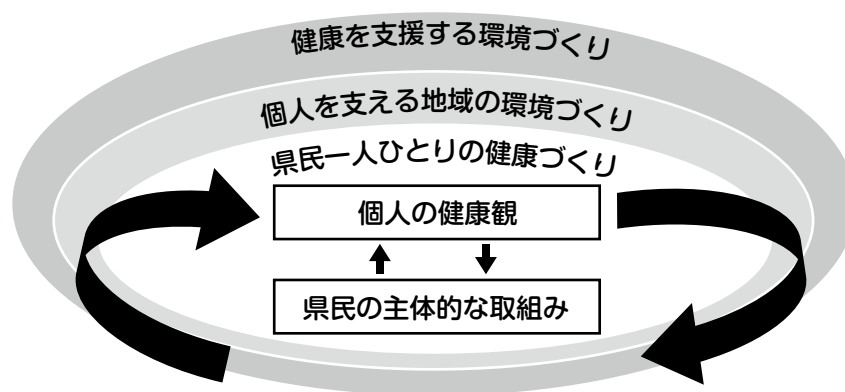 健康を支援する環境づくり
個人を支える地域の環境づくり
県民一人ひとりの健康づくり
個人の健康観
県民の主体的な取組み